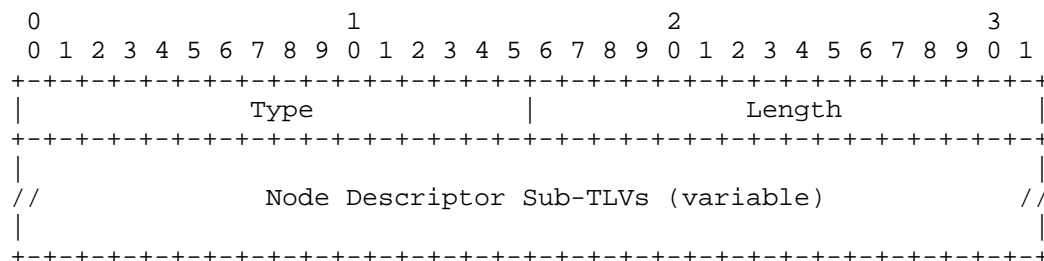 0                   1                   2                   3
 0 1 2 3 4 5 6 7 8 9 0 1 2 3 4 5 6 7 8 9 0 1 2 3 4 5 6 7 8 9 0 1
+-+-+-+-+-+-+-+-+-+-+-+-+-+-+-+-+-+-+-+-+-+-+-+-+-+-+-+-+-+-+-+-+
|              Type             |             Length            |
+-+-+-+-+-+-+-+-+-+-+-+-+-+-+-+-+-+-+-+-+-+-+-+-+-+-+-+-+-+-+-+-+
|                                                               |
//              Node Descriptor Sub-TLVs (variable)            //
|                                                               |
+-+-+-+-+-+-+-+-+-+-+-+-+-+-+-+-+-+-+-+-+-+-+-+-+-+-+-+-+-+-+-+-+